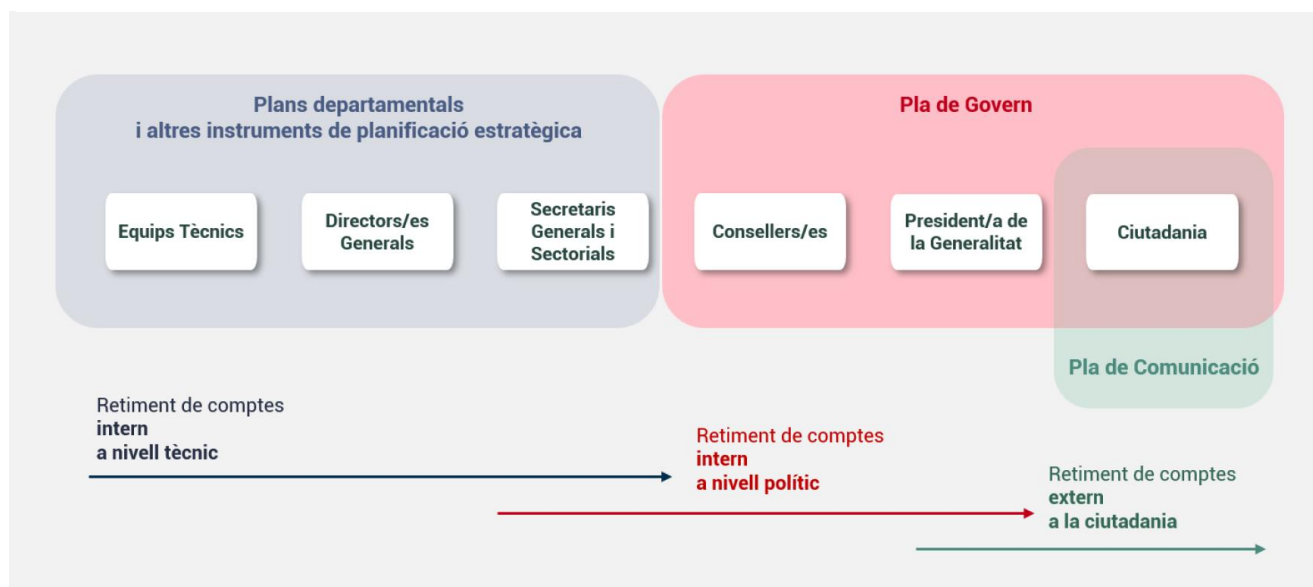 Plans departamentals
i altres instruments de planificació estratègica
Pla de Govern
Equips Tècnics
Directors/es
Generals
Secretaris
Generals i
Sectorials
Consellers/es
President/a de
la Generalitat
Ciutadania
Pla de Comunicació
Retiment de comptes
intern
a nivell tècnic
Retiment de comptes
intern
a nivell polític
Retiment de comptes
extern
a la ciutadania